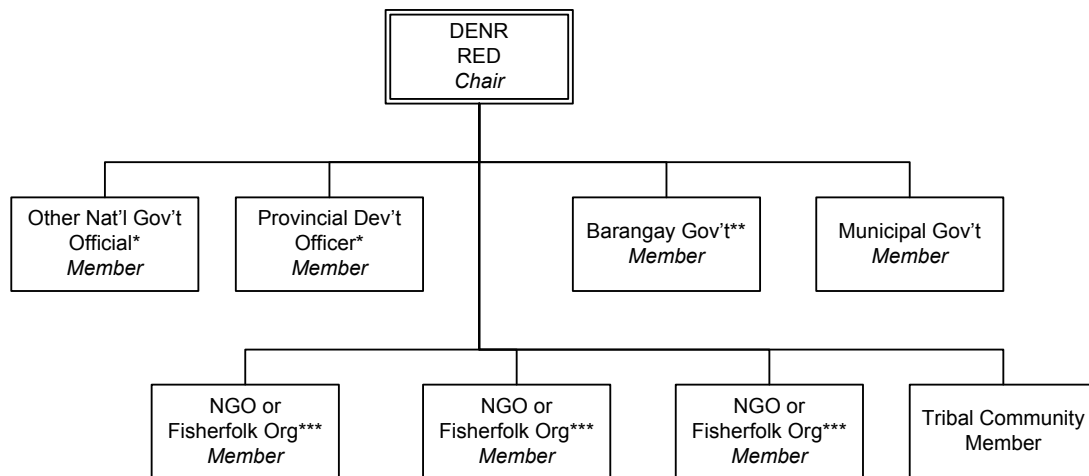 DENR
RED
Chair
Other Nat'l Gov't
Official*
Member
Provincial Dev't
Officer*
Member
Barangay Gov't**
Member
Municipal Gov't
Member
NGO or
Fisherfolk Org***
Member
NGO or
Fisherfolk Org***
Member
NGO or
Fisherfolk Org***
Member
Tribal Community
Member